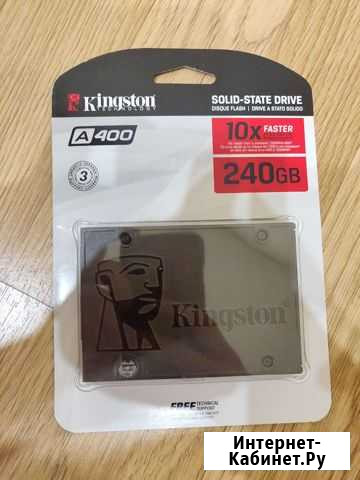 Kingston
TECHNOLOGY
SOLID-STATE DRIVE
DISQUE FLASH | DRIVE A STATO SOLIDO
A400
10x FASTER
240GB
3
Kingston
FREE TECHNICAL
SUPPORT
Интернет-
Кабинет.Ру